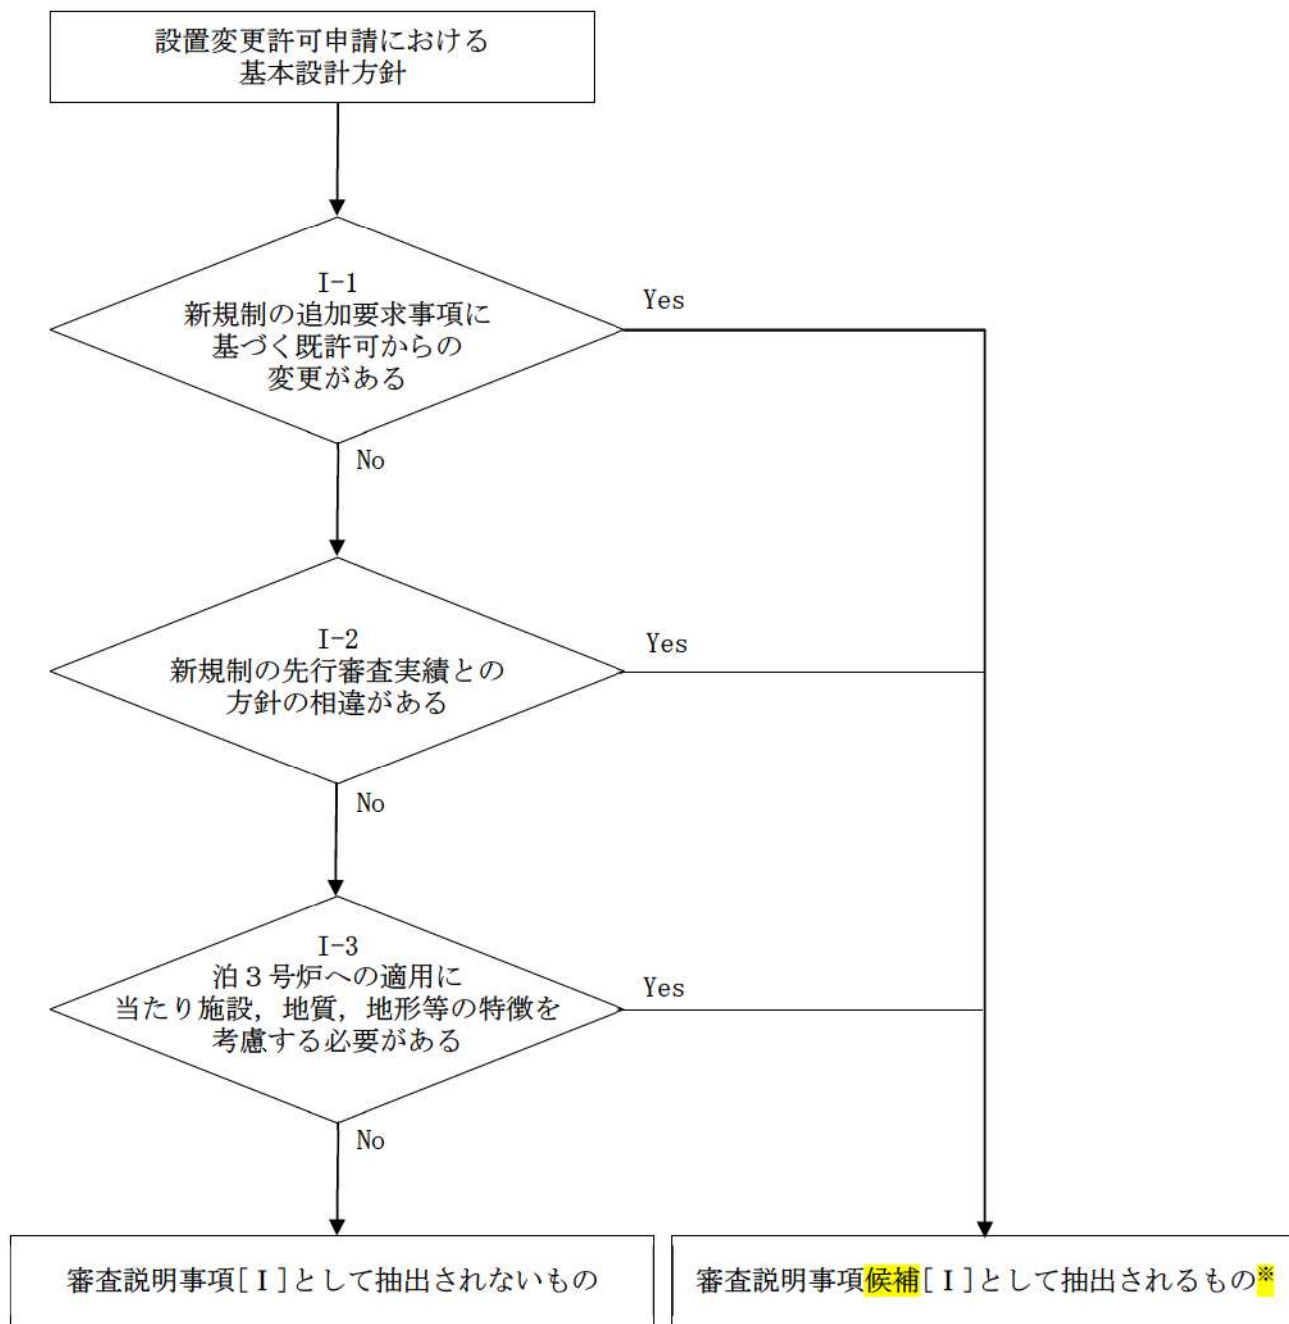 設置変更許可申請における
基本設計方針
I-1
新規制の追加要求事項に
基づく既許可からの
変更がある
Yes
No
I-2
新規制の先行審査実績との
方針の相違がある
Yes
No
I-3
泊３号炉への適用に
当たり施設，地質，地形等の特徴を
考慮する必要がある
Yes
No
審査説明事項[Ｉ]として抽出されないもの
審査説明事項候補[Ｉ]として抽出されるもの※